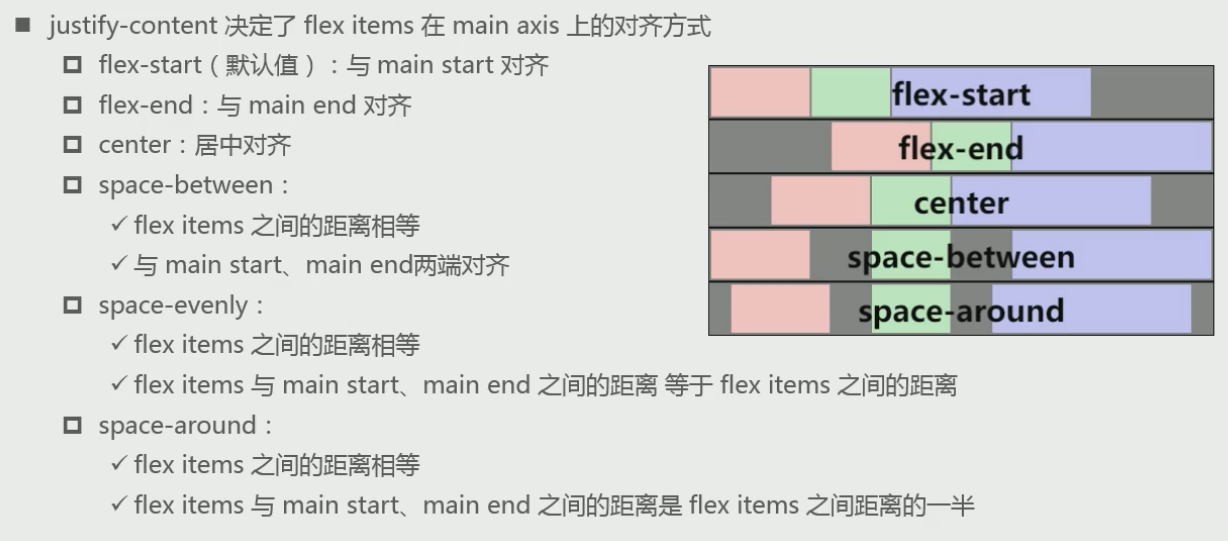 justify-content 决定了 flex items 在 main axis 上的对齐方式
flex-start（默认值）：与 main start 对齐
flex-end：与 main end 对齐
center：居中对齐
space-between：
✓ flex items 之间的距离相等
✓ 与 main start、main end两端对齐
space-evenly：
✓ flex items 之间的距离相等
✓ flex items 与 main start、main end 之间的距离 等于 flex items 之间的距离
space-around：
✓ flex items 之间的距离相等
✓ flex items 与 main start、main end 之间的距离是 flex items 之间距离的一半
flex-start
flex-end
center
space-between
space-around